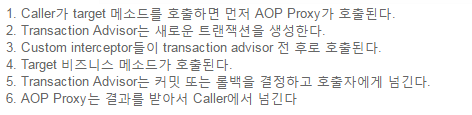 1. Caller가 target 메소드를 호출하면 먼저 AOP Proxy가 호출된다.
2. Transaction Advisor는 새로운 트랜잭션을 생성한다.
3. Custom interceptor들이 transaction advisor 전 후로 호출된다.
4. Target 비즈니스 메소드가 호출된다.
5. Transaction Advisor는 커밋 또는 롤백을 결정하고 호출자에게 넘긴다.
6. AOP Proxy는 결과를 받아서 Caller에서 넘긴다